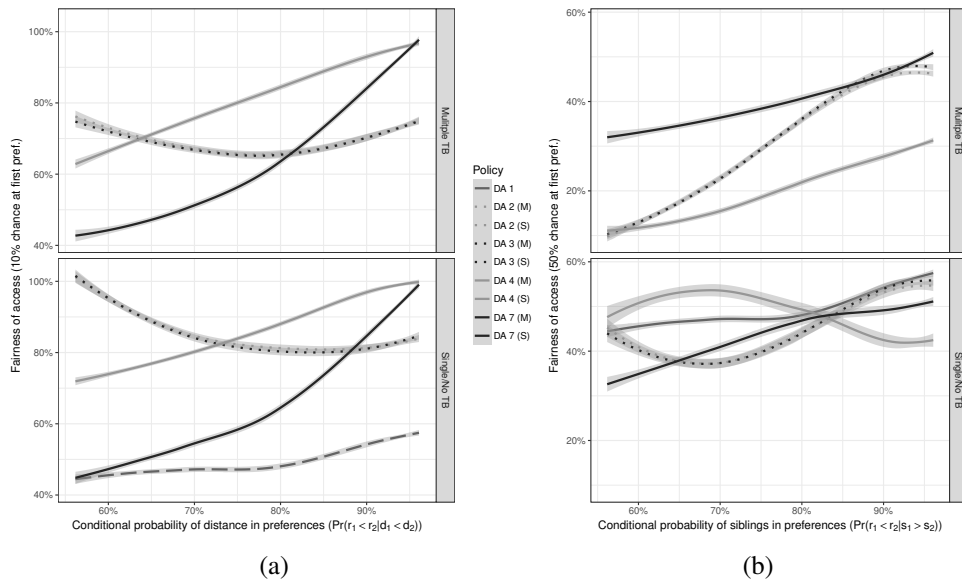 100%
80%
60%
40%
Multiple TB
100%
80%
60%
40%
Single/No TB
Fairness of access (10% chance at first pref.)
60%
70%
80%
90%
Conditional probability of distance in preferences (Pr(r₁ < r₂|d₁ < d₂))
(a)
Policy
DA 1
DA 2 (M)
DA 2 (S)
DA 3 (M)
DA 3 (S)
DA 4 (M)
DA 4 (S)
DA 7 (M)
DA 7 (S)
60%
40%
20%
Multiple TB
60%
40%
20%
Single/No TB
Fairness of access (50% chance at first pref.)
60%
70%
80%
90%
Conditional probability of siblings in preferences (Pr(r₁ < r₂|s₁ > s₂))
(b)